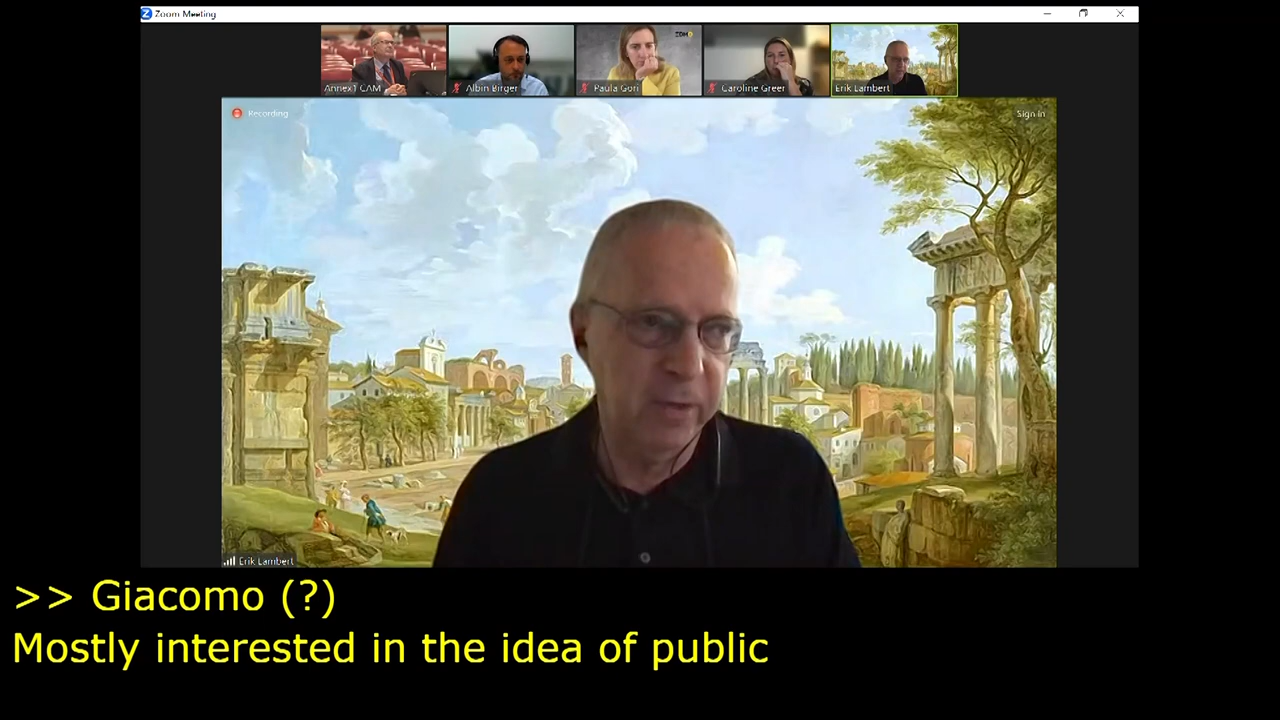 Zoom Meeting
Annex1 CAM
Albin Birger
Paula Gori
Caroline Greer
Erik Lambert
Recording
Sign in
Erik Lambert
>> Giacomo (?)
Mostly interested in the idea of public